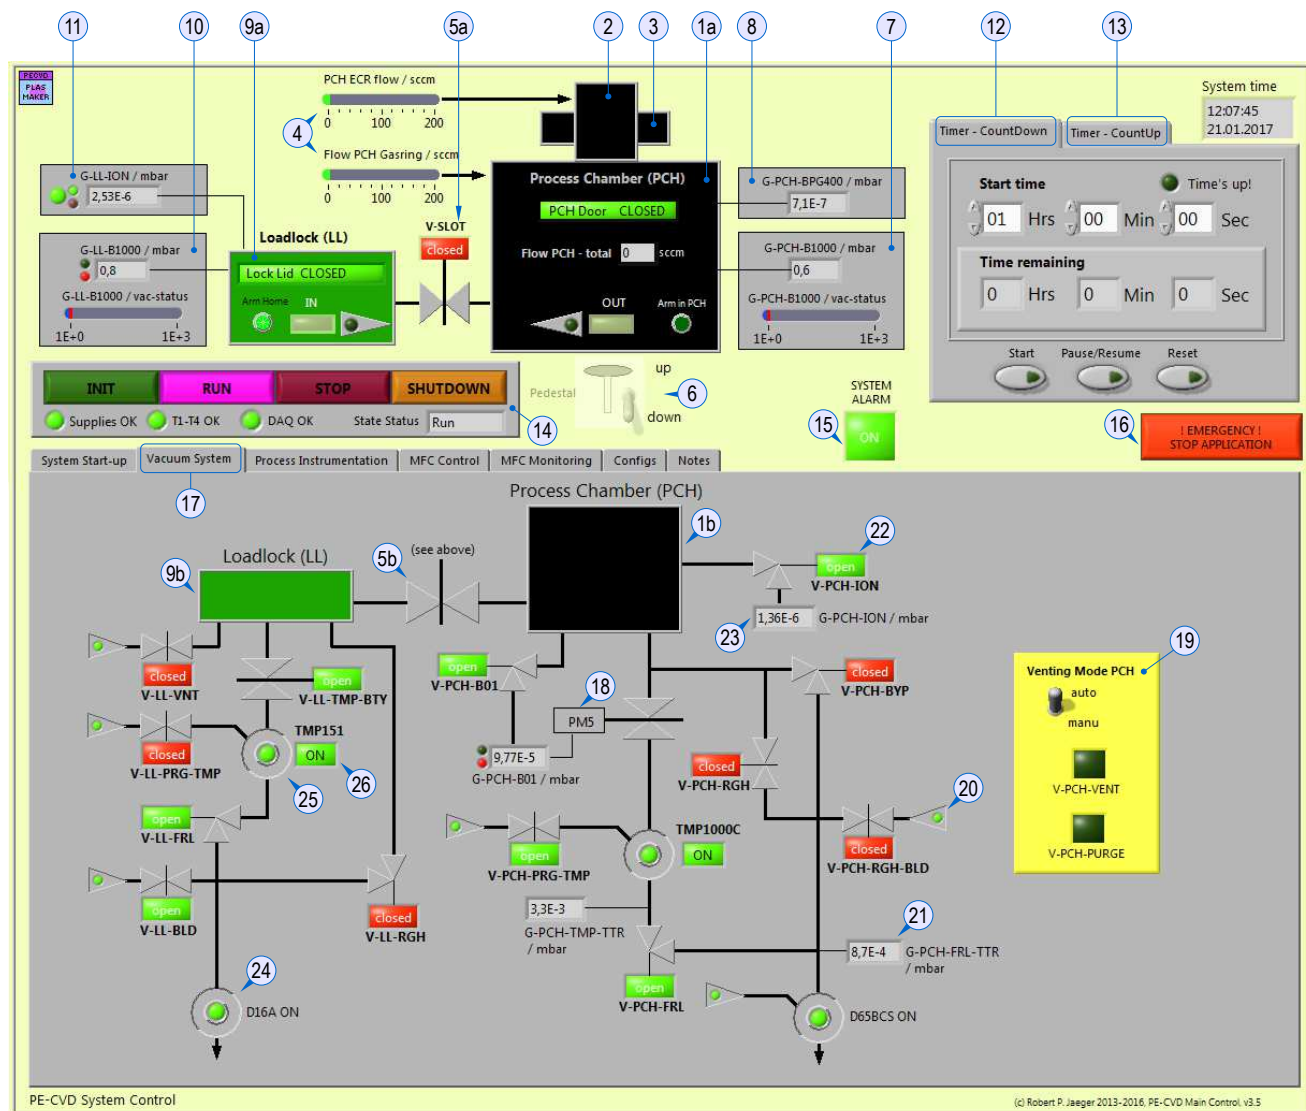 11
10
9a
5a
2
3
1a
8
7
12
13
PECVD
PLAS
MAKER
PCH ECR flow / sccm
0 100 200
4
Flow PCH Gasring / sccm
0 100 200
System time
12:07:45
21.01.2017
Timer - CountDown
Timer - CountUp
Start time
Time's up!
01 Hrs 00 Min 00 Sec
Time remaining
0 Hrs 0 Min 0 Sec
Start
Pause/Resume
Reset
G-LL-ION / mbar
2,53E-6
G-LL-B1000 / mbar
0,8
G-LL-B1000 / vac-status
1E+0 1E+3
Loadlock (LL)
Lock Lid CLOSED
Arm Home
IN
V-SLOT
closed
Process Chamber (PCH)
PCH Door CLOSED
Flow PCH - total 0 sccm
OUT
Arm in PCH
G-PCH-BPG400 / mbar
7,1E-7
G-PCH-B1000 / mbar
0,6
G-PCH-B1000 / vac-status
1E+0 1E+3
INIT
RUN
STOP
SHUTDOWN
Supplies OK
T1-T4 OK
DAQ OK
State Status Run
14
Pedestal
up
down
6
SYSTEM
ALARM
15
ON
16
! EMERGENCY !
STOP APPLICATION
System Start-up
Vacuum System
Process Instrumentation
MFC Control
MFC Monitoring
Configs
Notes
17
Process Chamber (PCH)
1b
Loadlock (LL)
9b
5b
(see above)
22
open
V-PCH-ION
23
1,36E-6 G-PCH-ION / mbar
closed
V-LL-VNT
open
V-LL-TMP-BTY
open
V-PCH-B01
18
PM5
9,77E-5
G-PCH-B01 / mbar
closed
V-PCH-BYP
19
Venting Mode PCH
auto
manu
V-PCH-VENT
V-PCH-PURGE
closed
V-LL-PRG-TMP
TMP151
ON
25
26
closed
V-PCH-RGH
20
open
V-LL-FRL
TMP1000C
ON
open
V-PCH-PRG-TMP
closed
V-PCH-RGH-BLD
open
V-LL-BLD
closed
V-LL-RGH
3,3E-3
G-PCH-TMP-TTR
/ mbar
21
8,7E-4 G-PCH-FRL-TTR
/ mbar
24
D16A ON
open
V-PCH-FRL
D65BCS ON
PE-CVD System Control
(c) Robert P. Jaeger 2013-2016, PE-CVD Main Control, v3.5